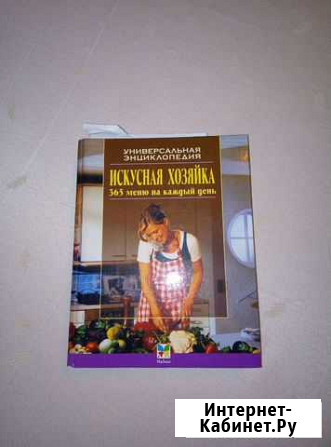 УНИВЕРСАЛЬНАЯ
ЭНЦИКЛОПЕДИЯ
ИСКУСНАЯ ХОЗЯЙКА
365 меню на каждый день
Интернет-
Кабинет.Ру